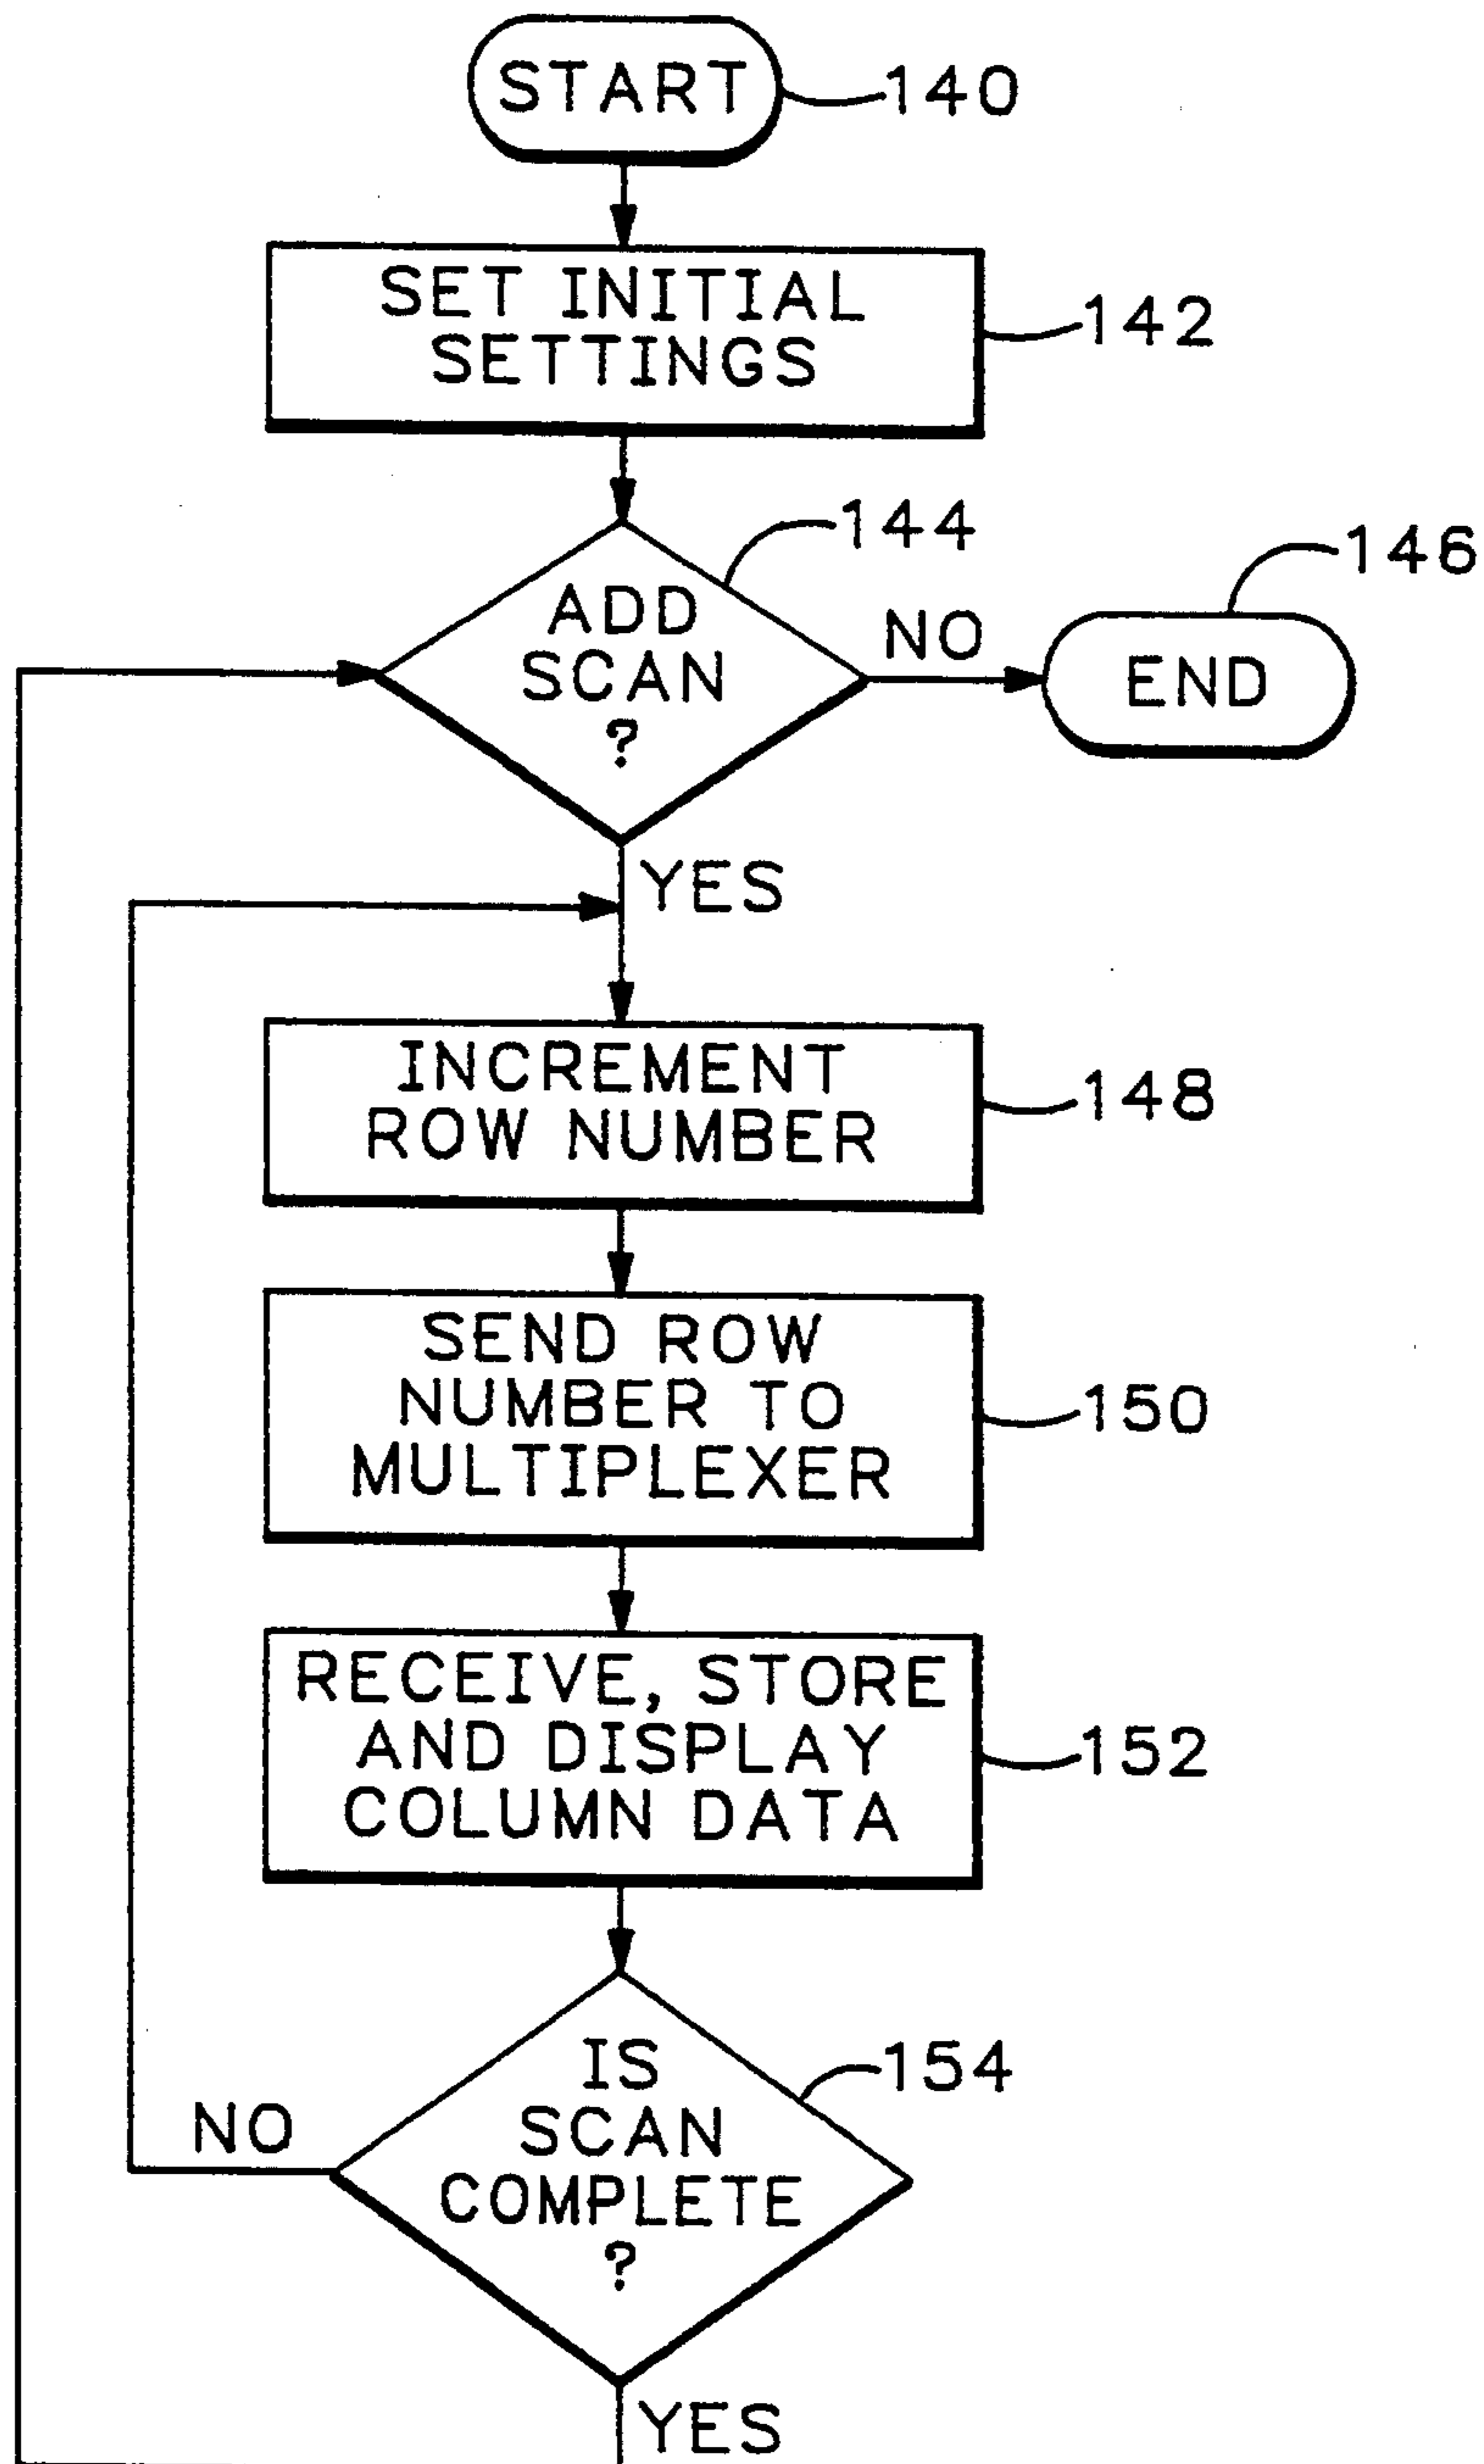 START
140
SET INITIAL
SETTINGS
142
144
ADD
SCAN
?
NO
146
END
YES
INCREMENT
ROW NUMBER
148
SEND ROW
NUMBER TO
MULTIPLEXER
150
RECEIVE, STORE
AND DISPLAY
COLUMN DATA
152
IS
SCAN
COMPLETE
?
154
NO
YES